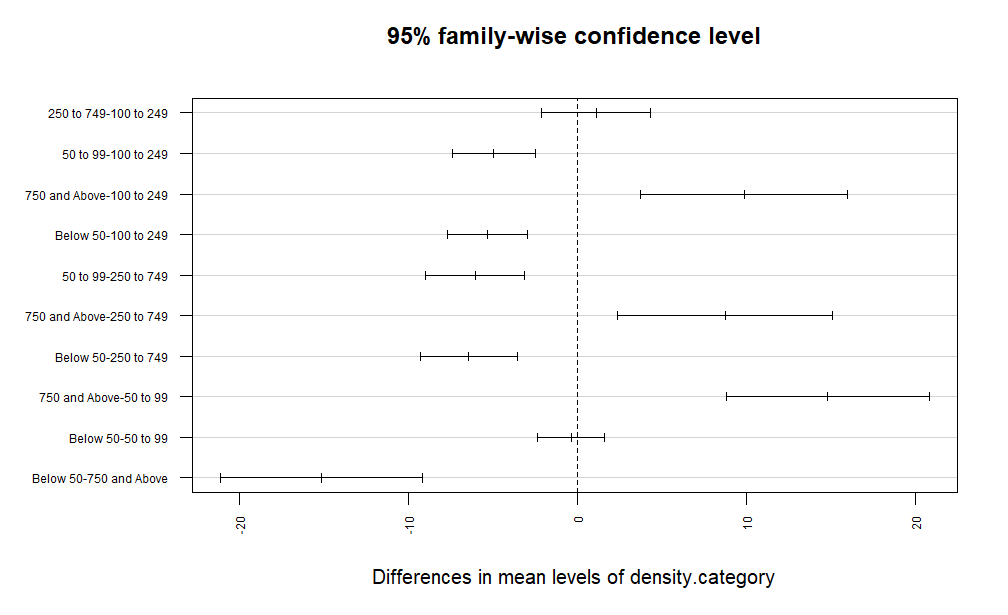 95% family-wise confidence level
250 to 749-100 to 249
50 to 99-100 to 249
750 and Above-100 to 249
Below 50-100 to 249
50 to 99-250 to 749
750 and Above-250 to 749
Below 50-250 to 749
750 and Above-50 to 99
Below 50-50 to 99
Below 50-750 and Above
-20 -10 0 10 20
Differences in mean levels of density.category